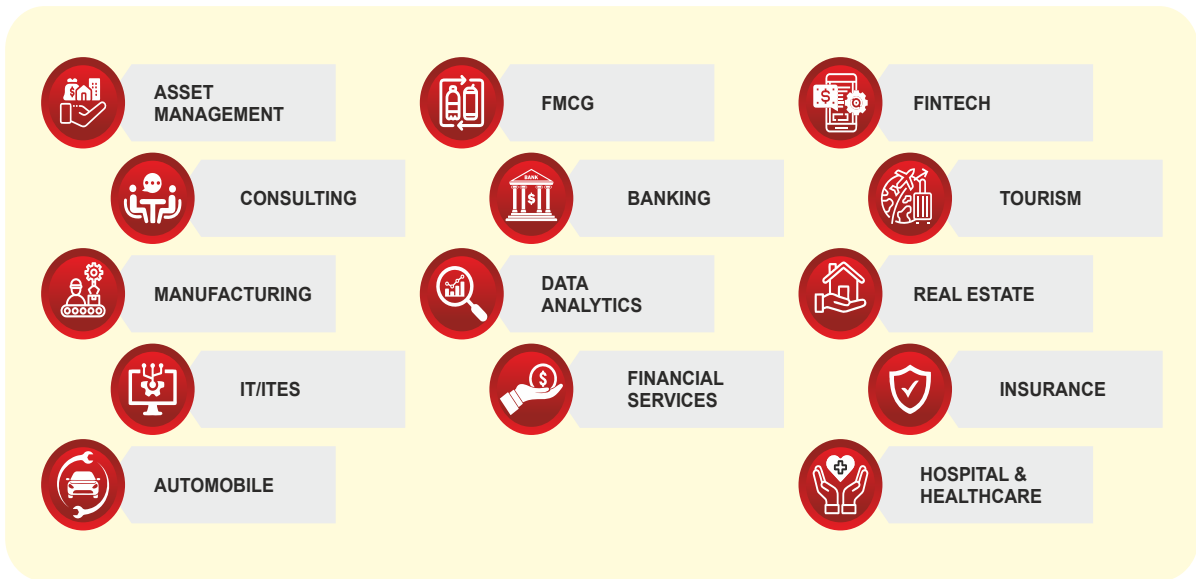 ASSET
MANAGEMENT
CONSULTING
MANUFACTURING
IT/ITES
AUTOMOBILE
FMCG
BANK
$
BANKING
DATA
ANALYTICS
$
FINANCIAL
SERVICES
$
FINTECH
TOURISM
REAL ESTATE
INSURANCE
HOSPITAL &
HEALTHCARE